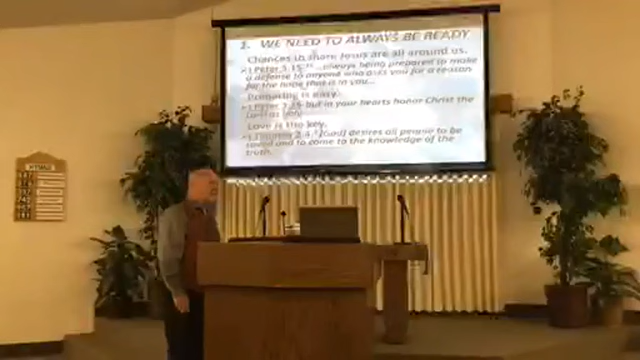 1. WE NEED TO ALWAYS BE READY
Chances to share Jesus are all around us.
1 Peter 3:15 ...always being prepared to make
a defense to anyone who asks you for a reason
for the hope that is in you...
is easy.
1 Peter 3:15 but in your hearts honor Christ the
Love is the key.
1 Timothy 2:4 [God] desires all people to be
saved and to come to the knowledge of the
truth.
HYMNS